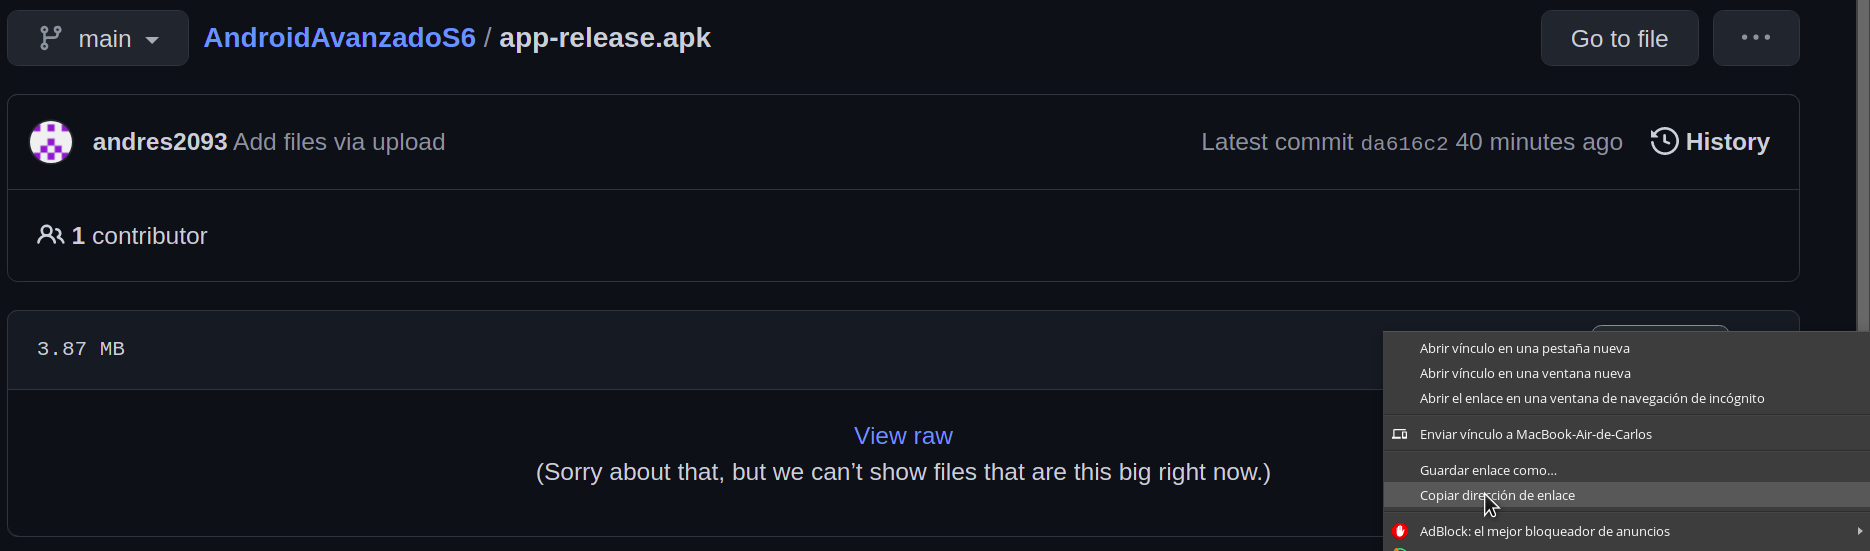 main AndroidAvanzadoS6 / app-release.apk Go to file
andres2093 Add files via upload Latest commit da616c2 40 minutes ago History
1 contributor
3.87 MB
View raw
(Sorry about that, but we can’t show files that are this big right now.)
Abrir vínculo en una pestaña nueva
Abrir vínculo en una ventana nueva
Abrir el enlace en una ventana de navegación de incógnito
Enviar vínculo a MacBook-Air-de-Carlos
Guardar enlace como...
Copiar dirección de enlace
AdBlock: el mejor bloqueador de anuncios